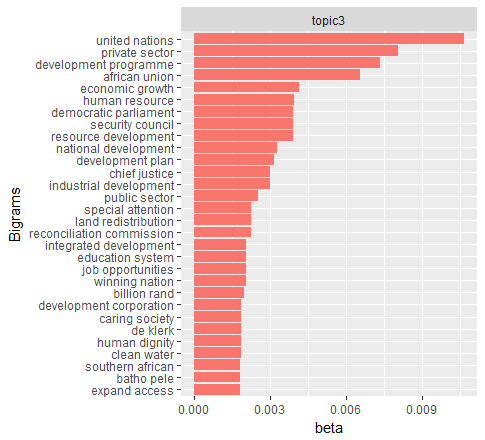 topic3
united nations
private sector
development programme
african union
economic growth
human resource
democratic parliament
security council
resource development
national development
development plan
chief justice
industrial development
public sector
special attention
land redistribution
reconciliation commission
integrated development
education system
job opportunities
winning nation
billion rand
development corporation
caring society
de klerk
human dignity
clean water
southern african
batho pele
expand access
Bigrams
0.000 0.003 0.006 0.009
beta